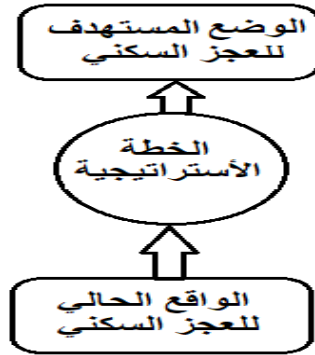 الوضع المستهدف
للعجز السكني
الخطة
الأستراتيجية
الواقع الحالي
للعجز السكني